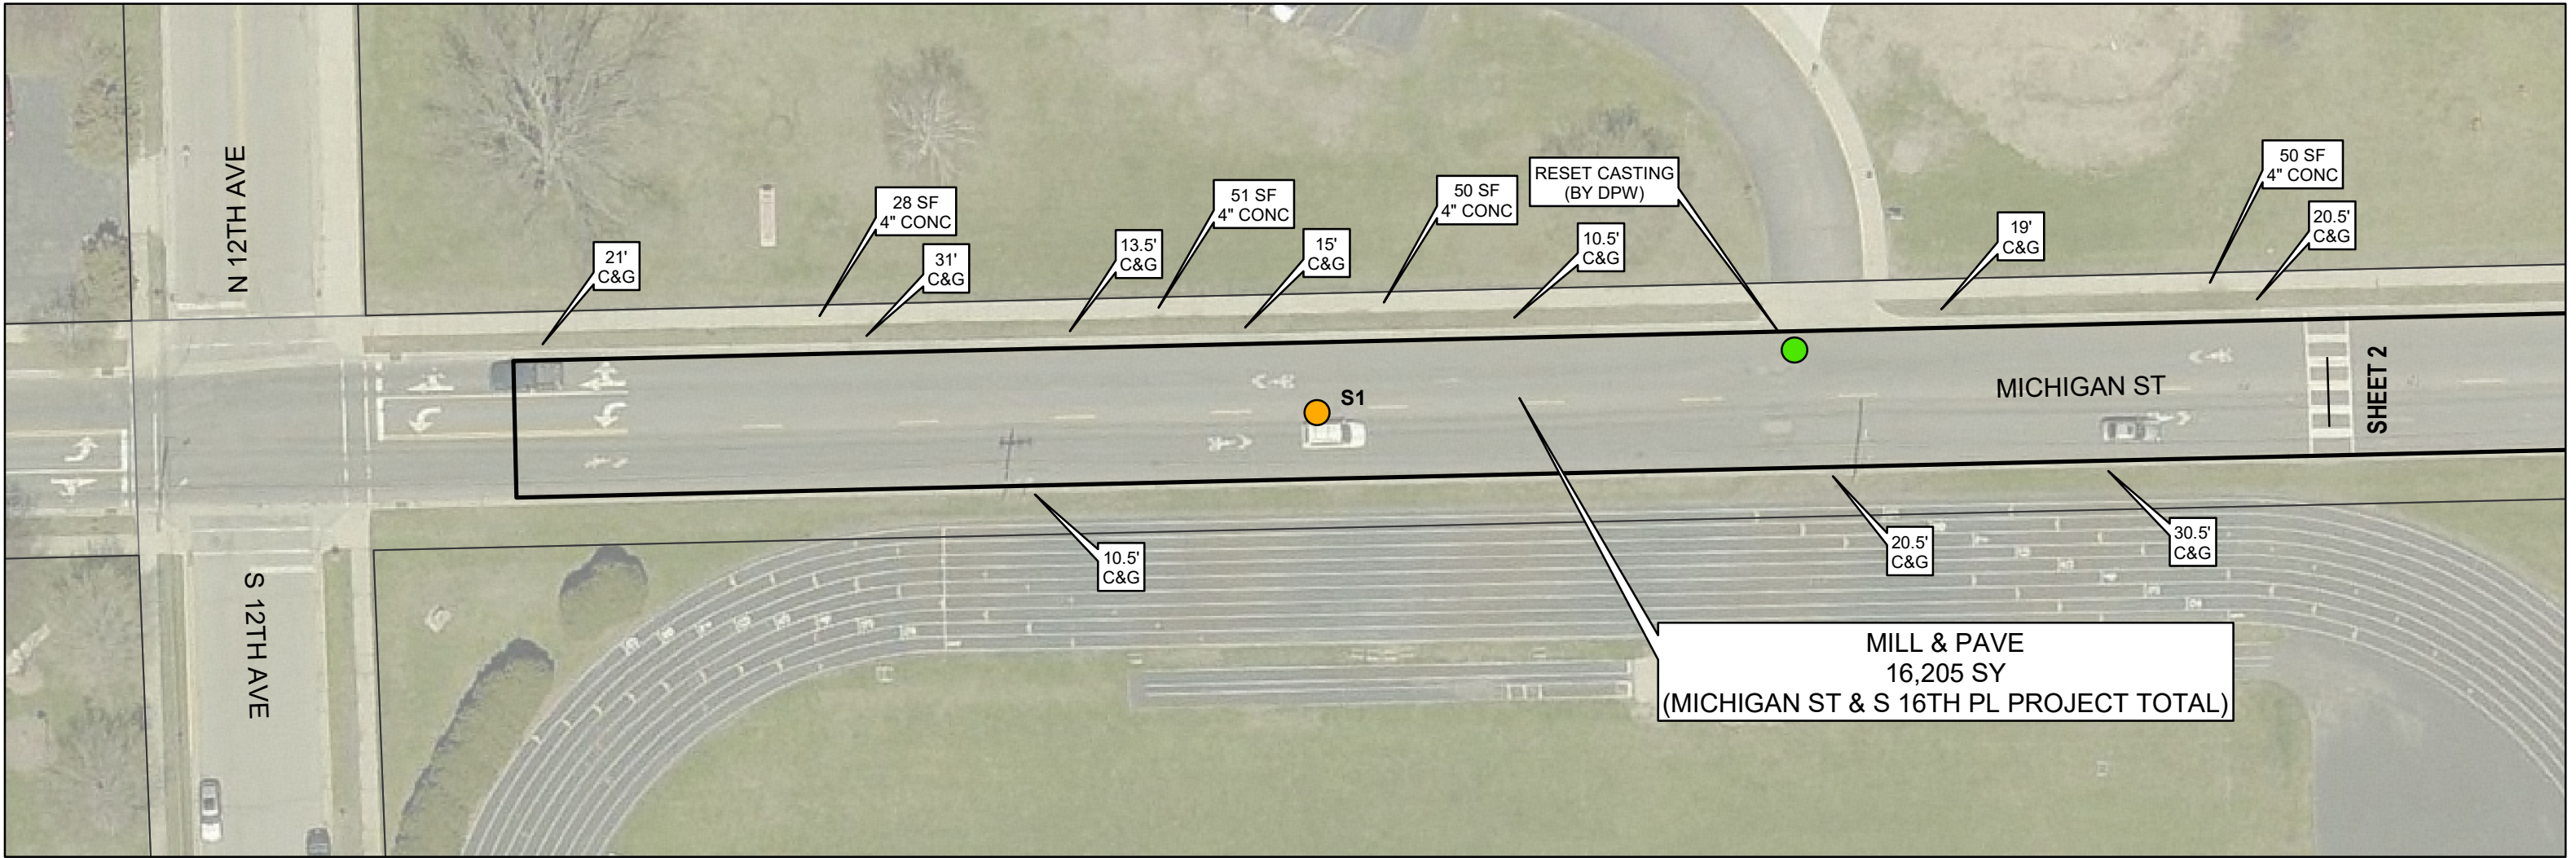 N 12TH AVE
21'
C&G
28 SF
4" CONC
31'
C&G
13.5'
C&G
51 SF
4" CONC
15'
C&G
50 SF
4" CONC
RESET CASTING
(BY DPW)
10.5'
C&G
19'
C&G
50 SF
4" CONC
20.5'
C&G
S1
MICHIGAN ST
SHEET 2
10.5'
C&G
20.5'
C&G
30.5'
C&G
S 12TH AVE
MILL & PAVE
16,205 SY
(MICHIGAN ST & S 16TH PL PROJECT TOTAL)